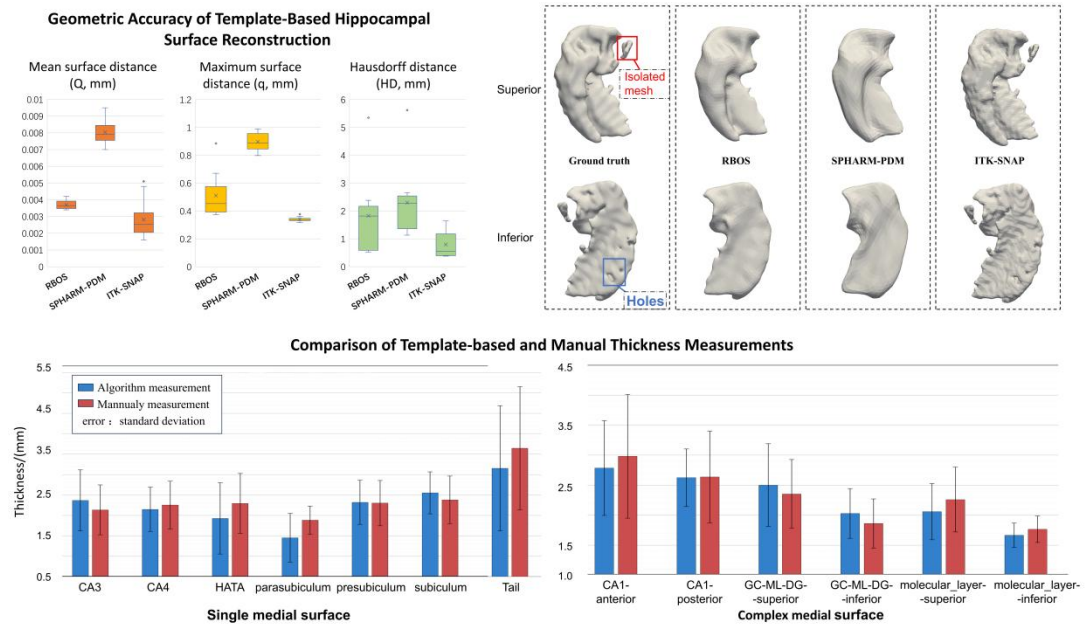 Geometric Accuracy of Template-Based Hippocampal
Surface Reconstruction
Mean surface distance
(Q, mm)
0.01
0.009
0.008
0.007
0.006
0.005
0.004
0.003
0.002
0.001
0
RBOS
SPHARM-PDM
ITK-SNAP
Maximum surface
distance (q, mm)
1.2
1
0.8
0.6
0.4
0.2
0
RBOS
SPHARM-PDM
ITK-SNAP
Hausdorff distance
(HD, mm)
6
5
4
3
2
1
0
RBOS
SPHARM-PDM
ITK-SNAP
Superior
Isolated
mesh
Ground truth
RBOS
SPHARM-PDM
ITK-SNAP
Inferior
Holes
Comparison of Template-based and Manual Thickness Measurements
Thickness/(mm)
5.5
4.5
3.5
2.5
1.5
0.5
Algorithm measurement
Mannualy measurement
error : standard deviation
CA3
CA4
HATA
parasubiculum
presubiculum
subiculum
Tail
Single medial surface
4.5
3.5
2.5
1.5
1.0
CA1-
anterior
CA1-
posterior
GC-ML-DG-
-superior
GC-ML-DG-
-inferior
molecular_layer-
-superior
molecular_layer-
-inferior
Complex medial surface